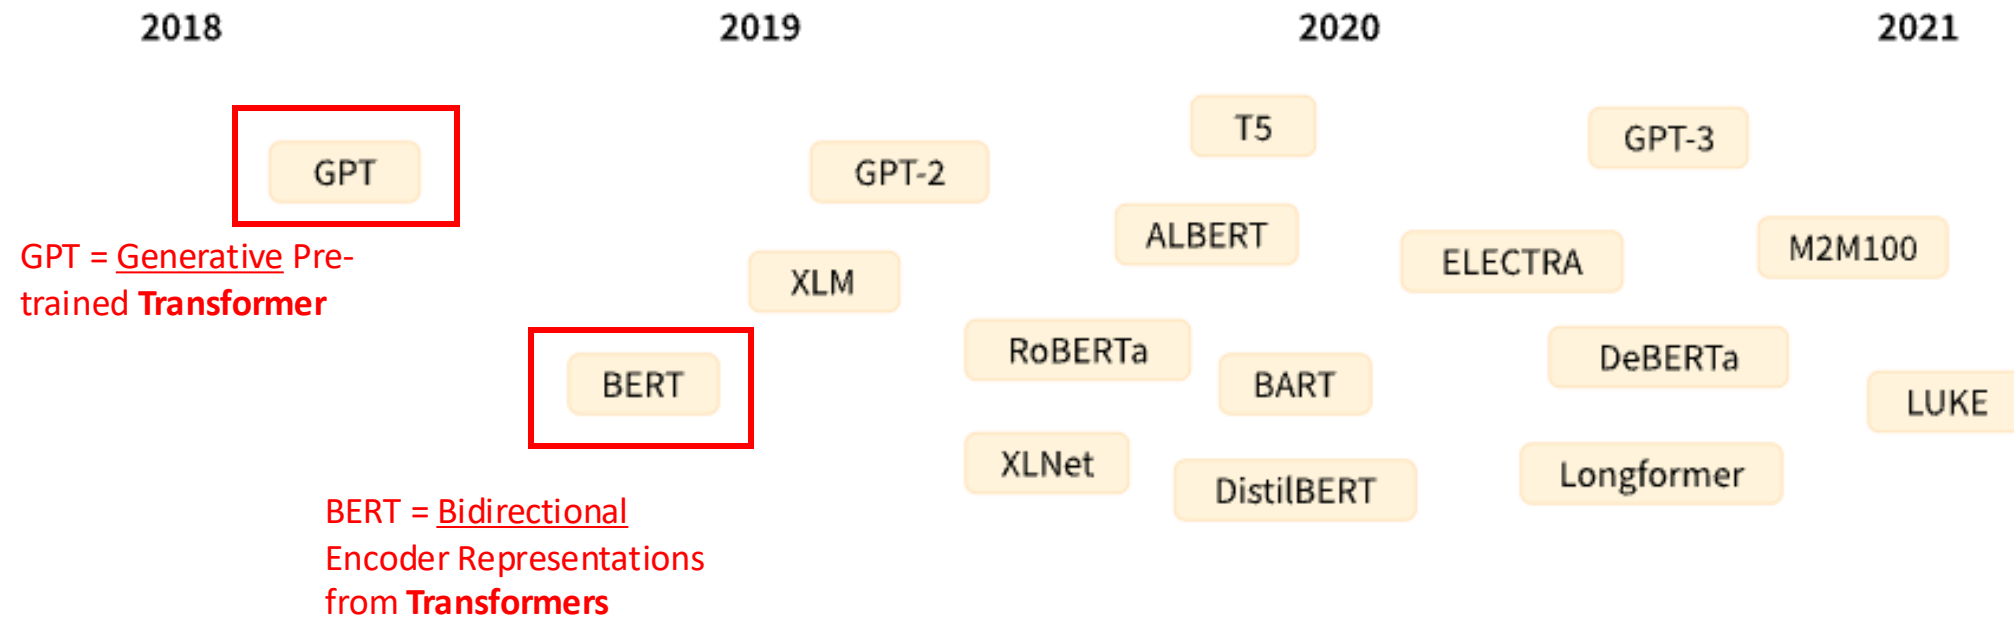 2018 2019 2020 2021
T5
GPT-3
GPT
GPT-2
ALBERT
M2M100
ELECTRA
GPT = Generative Pre-
trained Transformer
XLM
RoBERTa
DeBERTa
BERT
BART
LUKE
XLNet
Longformer
DistilBERT
BERT = Bidirectional
Encoder Representations
from Transformers